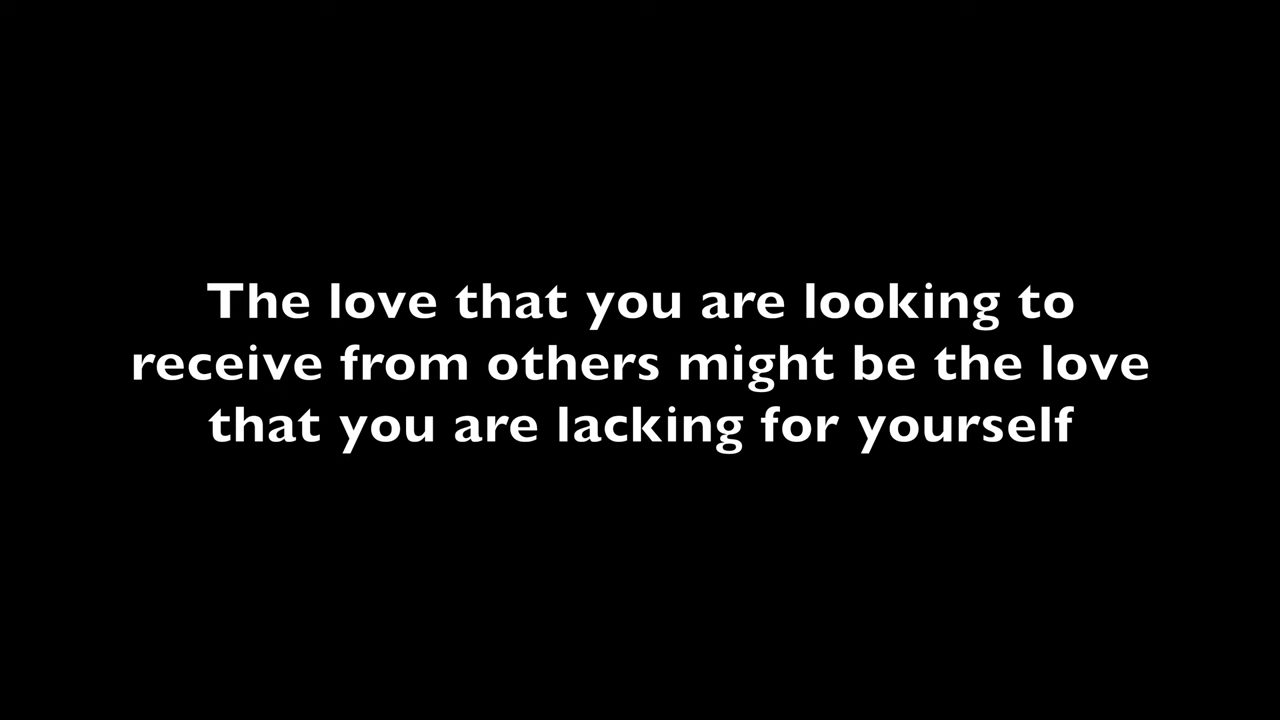 The love that you are looking to
receive from others might be the love
that you are lacking for yourself